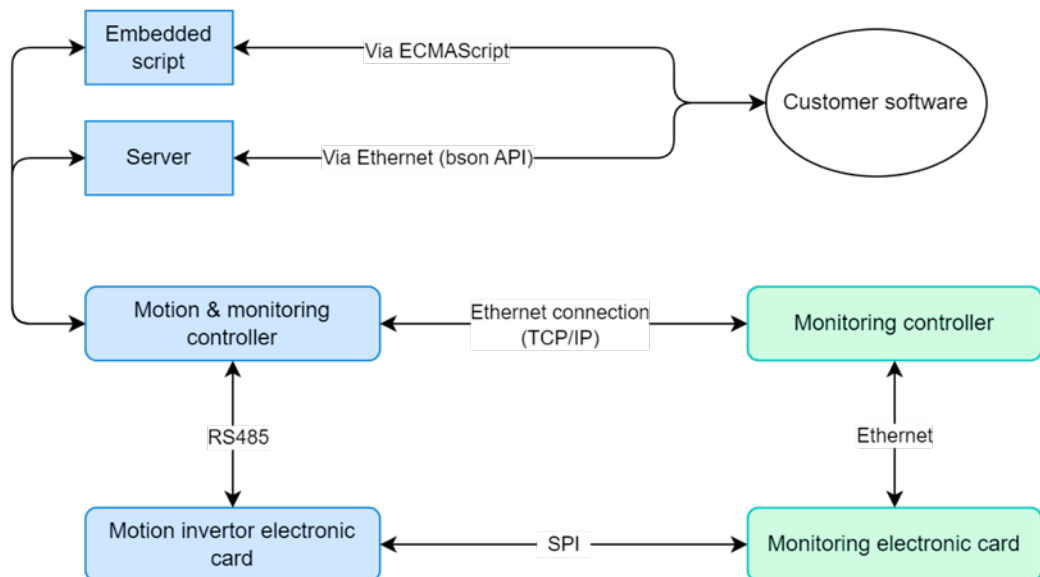 Embedded
script
Via ECMAScript
Customer software
Server
Via Ethernet (bson API)
Motion & monitoring
controller
Ethernet connection
(TCP/IP)
Monitoring controller
RS485
Ethernet
Motion invertor electronic
card
SPI
Monitoring electronic card